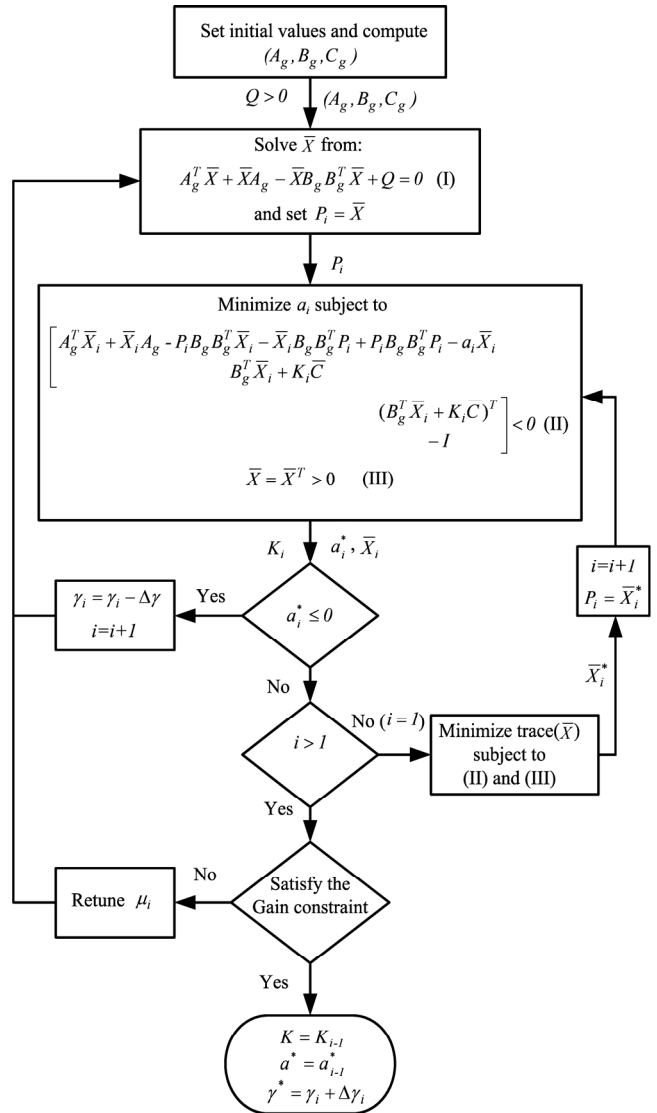 Set initial values and compute
(A_g, B_g, C_g)
Q > 0 (A_g, B_g, C_g)
Solve X̅ from:
A_g^T X̅ + X̅A_g − X̅B_g B_g^T X̅ + Q = 0 (I)
and set P_i = X̅
P_i
Minimize a_i subject to
[ A_g^T X̅_i + X̅_i A_g - P_i B_g B_g^T X̅_i − X̅_i B_g B_g^T P_i + P_i B_g B_g^T P_i − a_i X̅_i
B_g^T X̅_i + K_i C̅
(B_g^T X̅_i + K_i C̅)^T
− I ] < 0 (II)
X̅ = X̅^T > 0 (III)
K_i a_i^*, X̅_i
i=i+1
P_i = X̅_i^*
γ_i = γ_i − Δγ
i=i+1
Yes
a_i^* ≤ 0
X̅_i^*
No
i > 1
No (i = 1)
Minimize trace(X̅)
subject to
(II) and (III)
Yes
Retune μ_i
No
Satisfy the
Gain constraint
Yes
K = K_{i-1}
a^* = a_{i-1}^*
γ^* = γ_i + Δγ_i